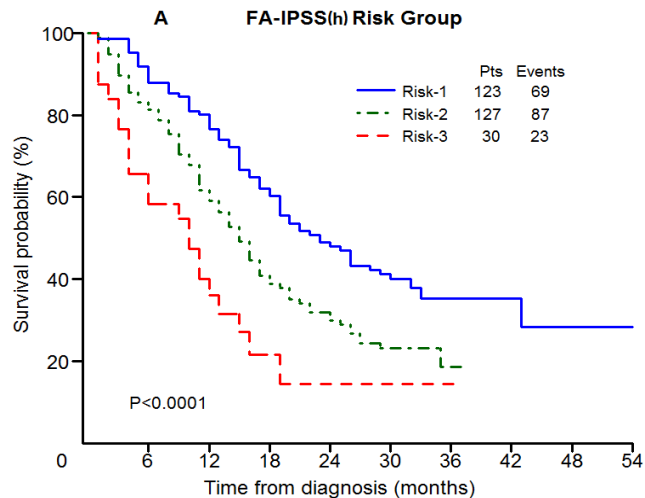 A FA-IPSS(h) Risk Group
Pts Events
Risk-1 123 69
Risk-2 127 87
Risk-3 30 23
Survival probability (%)
100
80
60
40
20
0
P<0.0001
6 12 18 24 30 36 42 48 54
Time from diagnosis (months)